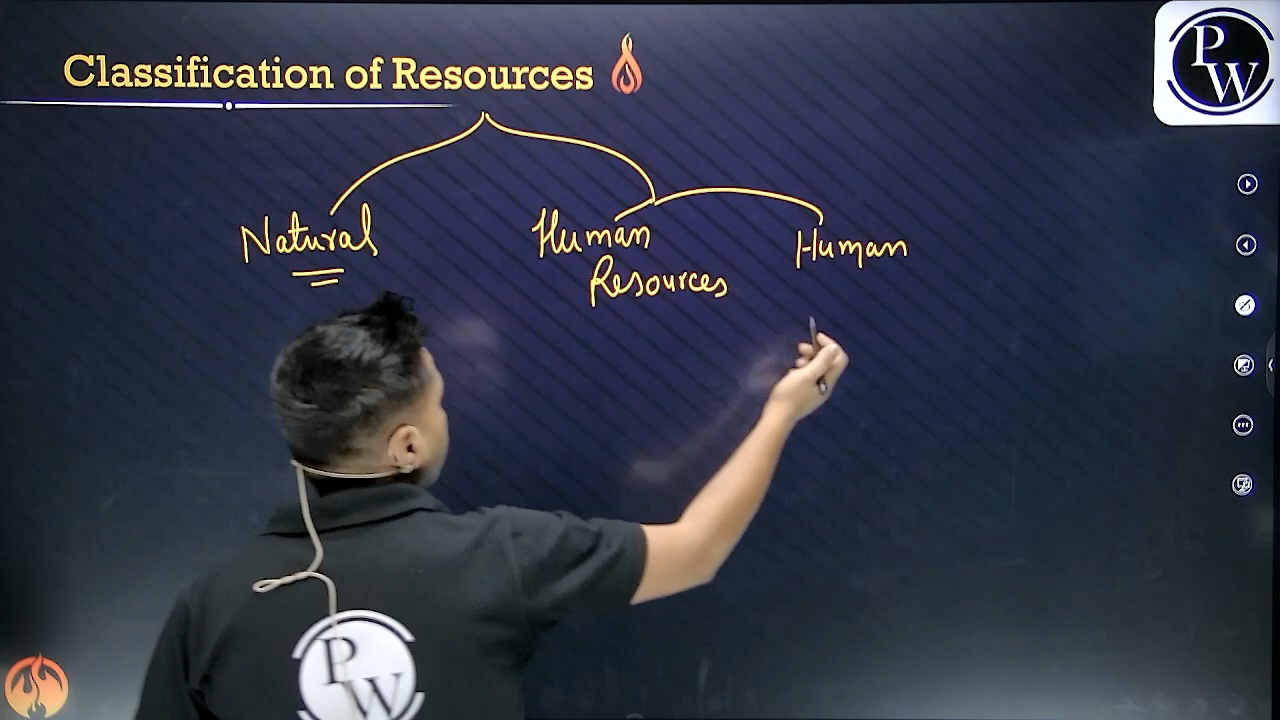 Classification of Resources
PW
Natural
Human
Resources
Human
PW